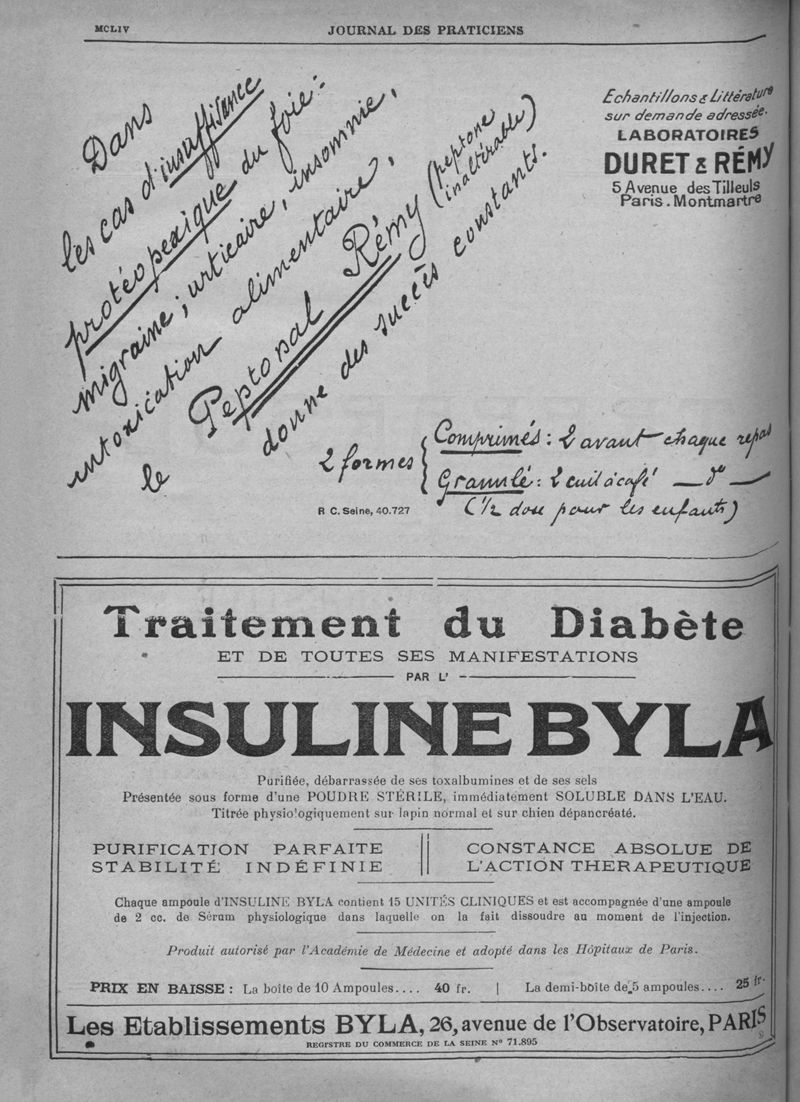 MCLIV
JOURNAL DES PRATICIENS
Dans
les cas d'insuffisance
protéopexique du foie :
migraine ; urticaire, insomnie,
intoxication alimentaire,
le Peptonal Rémy (peptone
inaltérable)
donne des succès constants.
Echantillons & Littérature
sur demande adressée.
LABORATOIRES
DURET & RÉMY
5 Avenue des Tilleuls
Paris. Montmartre
2 formes
Comprimés : 2 avant chaque repas
Granulé : 2 cuil à café — do —
(1/2 dose pour les enfants)
R C. Seine, 40.727
Traitement du Diabète
ET DE TOUTES SES MANIFESTATIONS
PAR L'
INSULINE BYLA
Purifiée, débarrassée de ses toxalbumines et de ses sels
Présentée sous forme d'une POUDRE STÉRILE, immédiatement SOLUBLE DANS L'EAU.
Titrée physiologiquement sur lapin normal et sur chien dépancréaté.
PURIFICATION PARFAITE
STABILITÉ INDÉFINIE
CONSTANCE ABSOLUE DE
L'ACTION THERAPEUTIQUE
Chaque ampoule d'INSULINE BYLA contient 15 UNITÉS CLINIQUES et est accompagnée d'une ampoule
de 2 cc. de Sérum physiologique dans laquelle on la fait dissoudre au moment de l'injection.
Produit autorisé par l'Académie de Médecine et adopté dans les Hôpitaux de Paris.
PRIX EN BAISSE : La boîte de 10 Ampoules.... 40 fr. | La demi-boîte de 5 ampoules.... 25 fr.
Les Etablissements BYLA, 26, avenue de l'Observatoire, PARIS
REGISTRE DU COMMERCE DE LA SEINE Nº 71.895